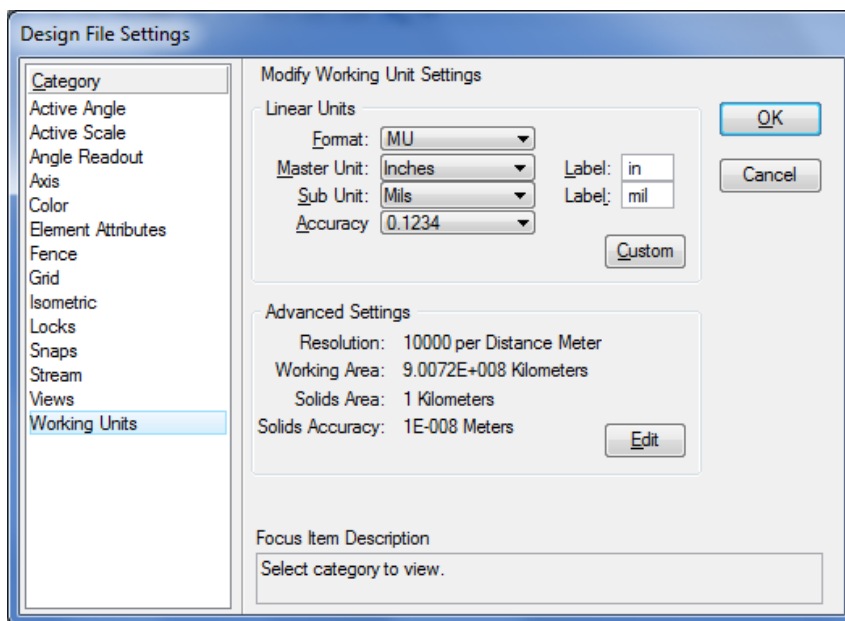 Design File Settings
Category
Active Angle
Active Scale
Angle Readout
Axis
Color
Element Attributes
Fence
Grid
Isometric
Locks
Snaps
Stream
Views
Working Units
Modify Working Unit Settings
Linear Units
Format: MU
Master Unit: Inches Label: in
Sub Unit: Mils Label: mil
Accuracy 0.1234
Custom
Advanced Settings
Resolution: 10000 per Distance Meter
Working Area: 9.0072E+008 Kilometers
Solids Area: 1 Kilometers
Solids Accuracy: 1E-008 Meters
Edit
Focus Item Description
Select category to view.
OK
Cancel